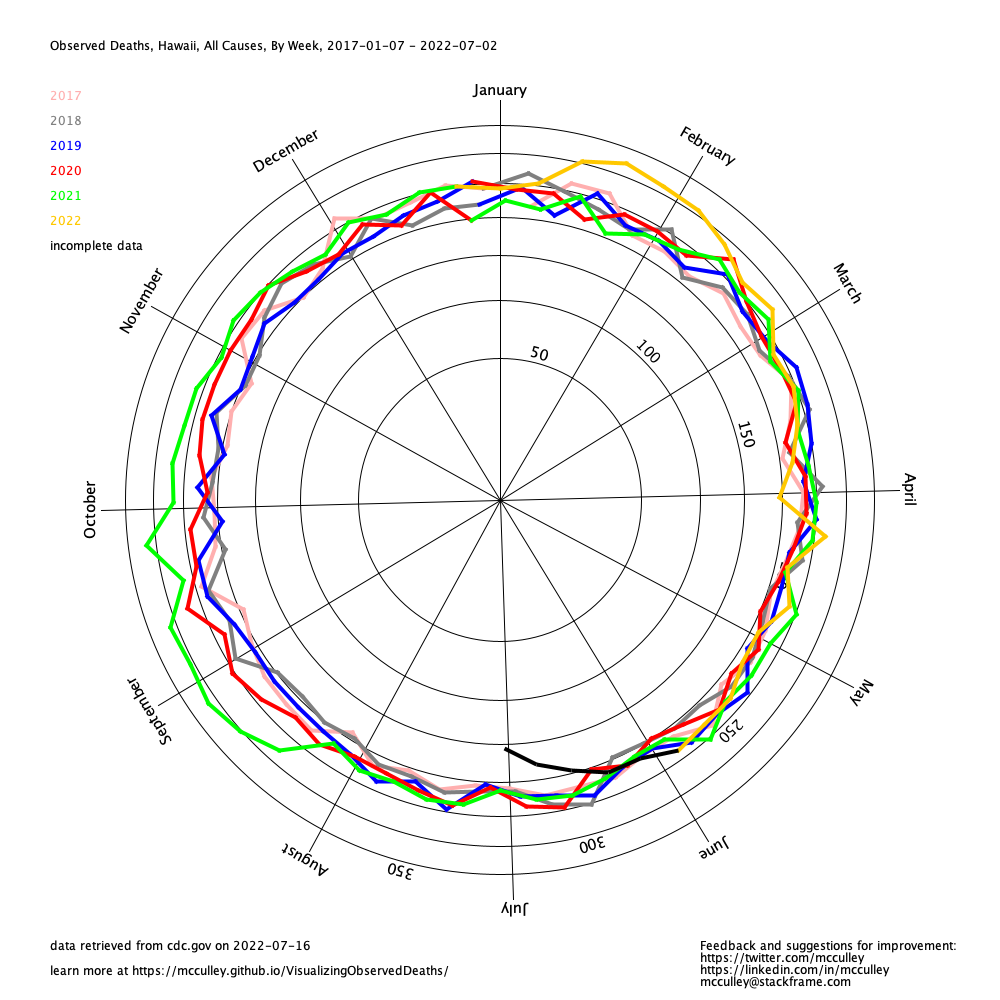 Observed Deaths, Hawaii, All Causes, By Week, 2017-01-07 - 2022-07-02
January
2017
2018
2019
2020
2021
2022
incomplete data
December
February
November
March
50
100
150
October
April
September
May
250
August
350
300
June
July
data retrieved from cdc.gov on 2022-07-16
learn more at https://mcculley.github.io/VisualizingObservedDeaths/
Feedback and suggestions for improvement:
https://twitter.com/mcculley
https://linkedin.com/in/mcculley
mcculley@stackframe.com